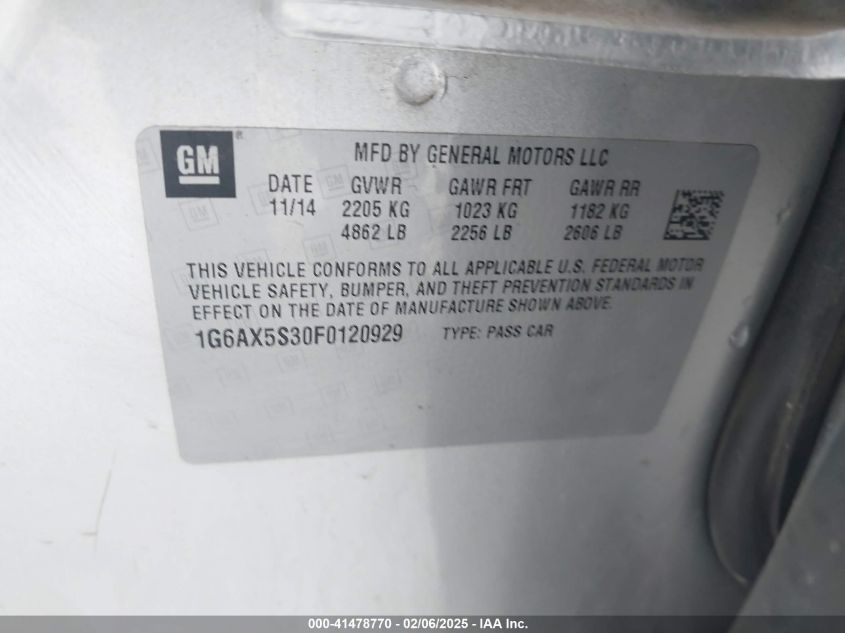 GM
MFD BY GENERAL MOTORS LLC
DATE GVWR GAWR FRT GAWR RR
11/14 2205 KG 1023 KG 1182 KG
4862 LB 2256 LB 2606 LB
THIS VEHICLE CONFORMS TO ALL APPLICABLE U.S. FEDERAL MOTOR
VEHICLE SAFETY, BUMPER, AND THEFT PREVENTION STANDARDS IN
EFFECT ON THE DATE OF MANUFACTURE SHOWN ABOVE.
1G6AX5S30F0120929 TYPE: PASS CAR
000-41478770 - 02/06/2025 - IAA Inc.